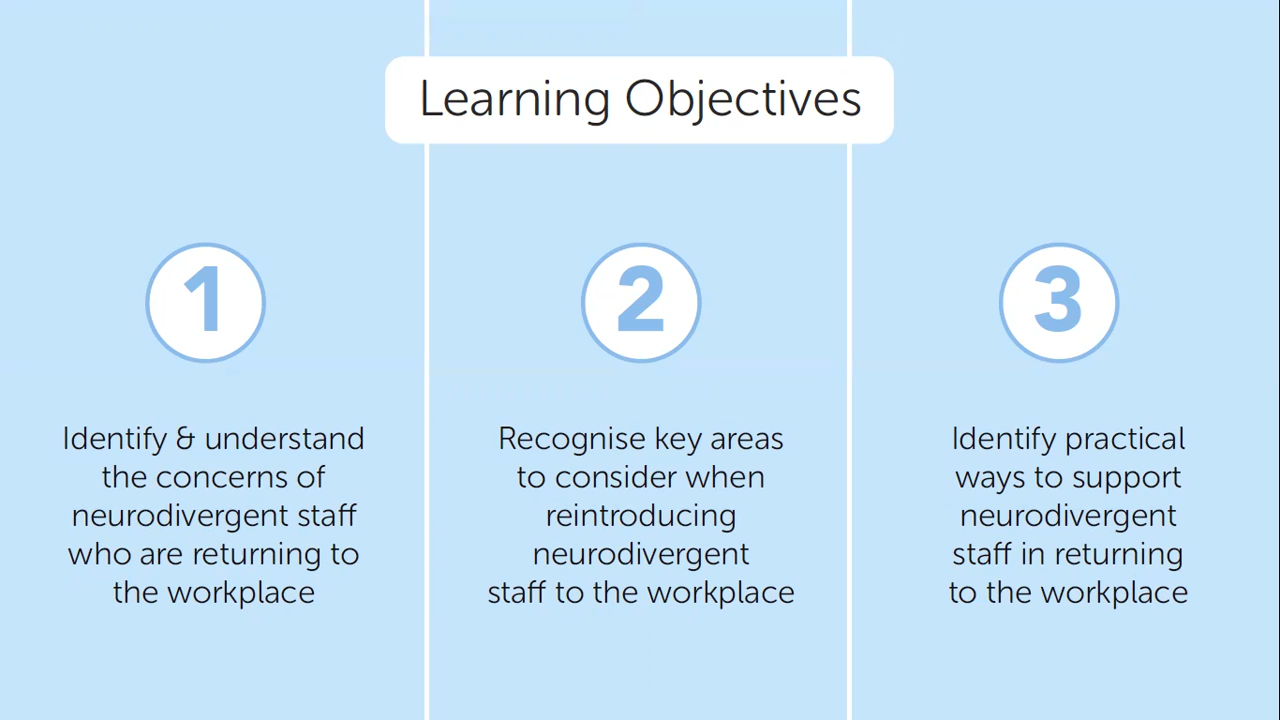 Learning Objectives
1
Identify & understand
the concerns of
neurodivergent staff
who are returning to
the workplace
2
Recognise key areas
to consider when
reintroducing
neurodivergent
staff to the workplace
3
Identify practical
ways to support
neurodivergent
staff in returning
to the workplace